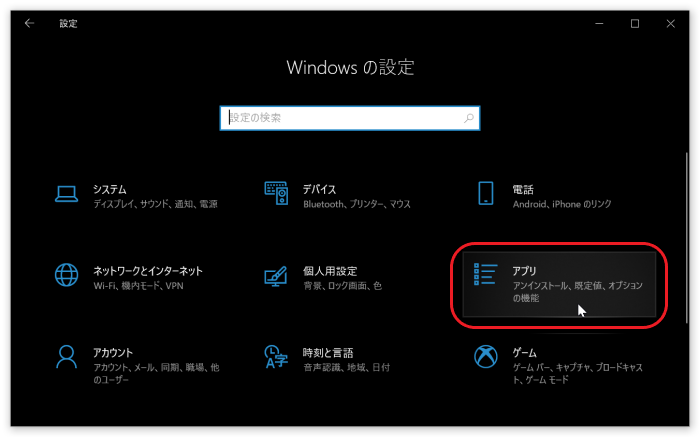 設定
Windows の設定
設定の検索
システム
ディスプレイ、サウンド、通知、電源
デバイス
Bluetooth、プリンター、マウス
電話
Android、iPhone のリンク
ネットワークとインターネット
Wi-Fi、機内モード、VPN
個人用設定
背景、ロック画面、色
アプリ
アンインストール、既定値、オプション
の機能
アカウント
アカウント、メール、同期、職場、他
のユーザー
時刻と言語
音声認識、地域、日付
ゲーム
ゲーム バー、キャプチャ、ブロードキャス
ト、ゲーム モード